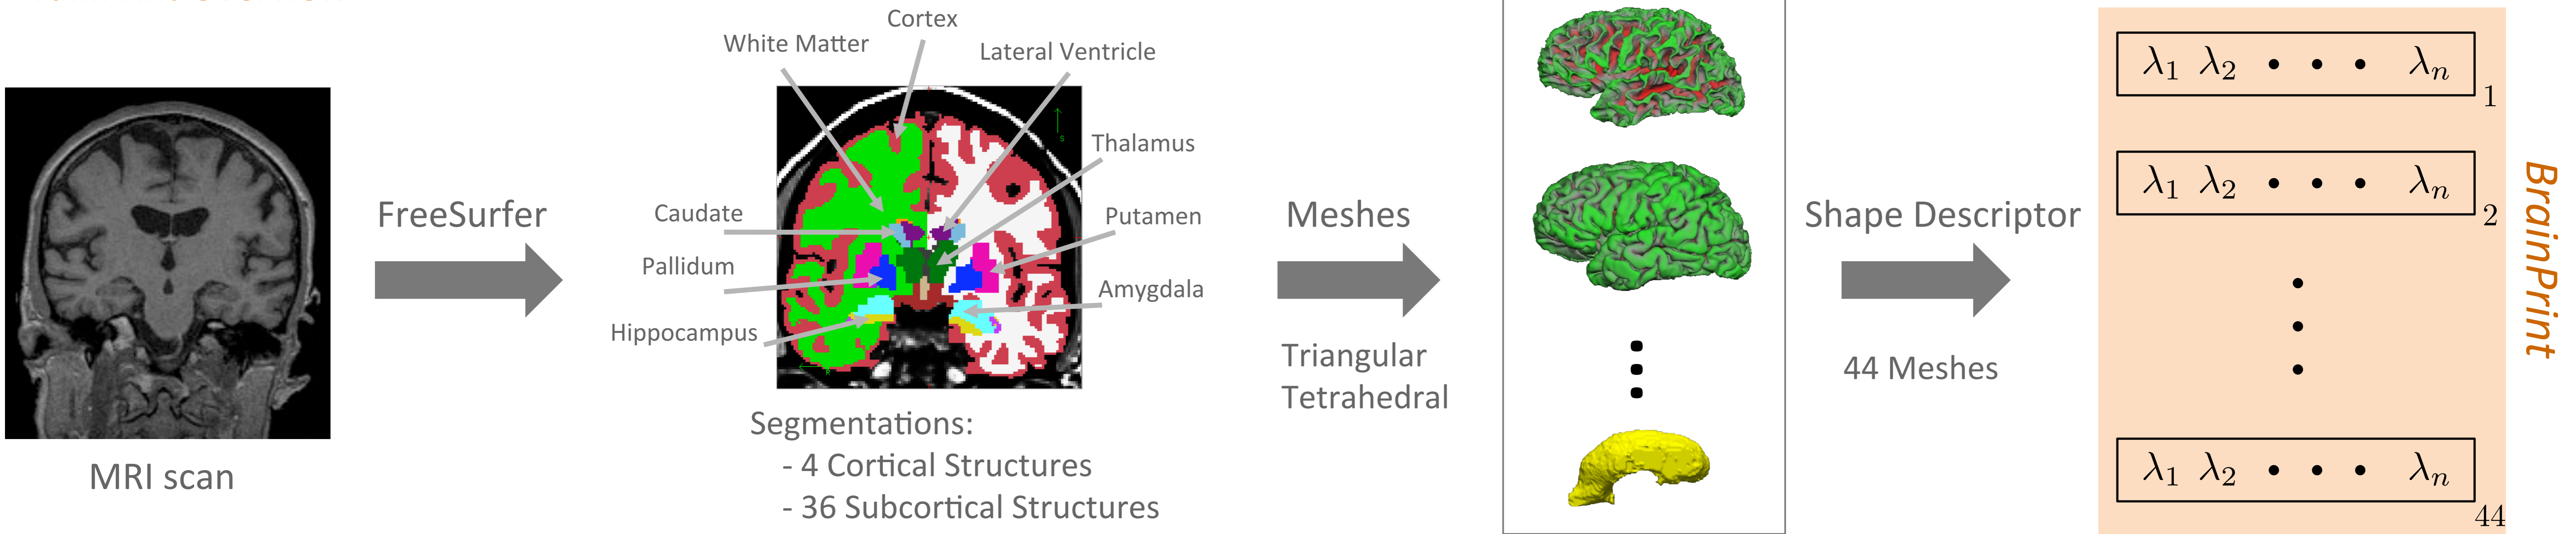 MRI scan
FreeSurfer
Cortex
White Matter
Lateral Ventricle
Thalamus
Caudate
Putamen
Pallidum
Amygdala
Hippocampus
Segmentations:
- 4 Cortical Structures
- 36 Subcortical Structures
Meshes
Triangular
Tetrahedral
Shape Descriptor
44 Meshes
λ1 λ2 • • • λn 1
λ1 λ2 • • • λn 2
λ1 λ2 • • • λn 44
BrainPrint